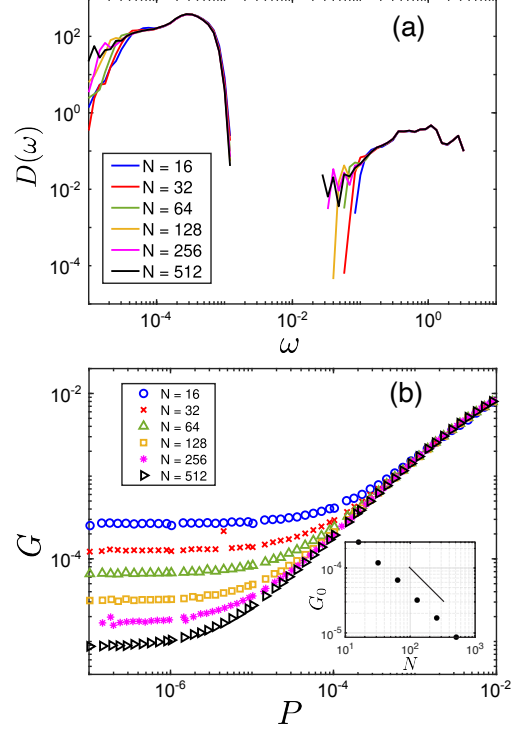 (a)
10^2
10^0
10^-2
10^-4
D(ω)
N = 16
N = 32
N = 64
N = 128
N = 256
N = 512
10^-4
10^-2
10^0
ω
(b)
10^-2
10^-4
G
N = 16
N = 32
N = 64
N = 128
N = 256
N = 512
10^-4
10^-5
G_0
10^1
10^2
10^3
N
10^-6
10^-4
10^-2
P